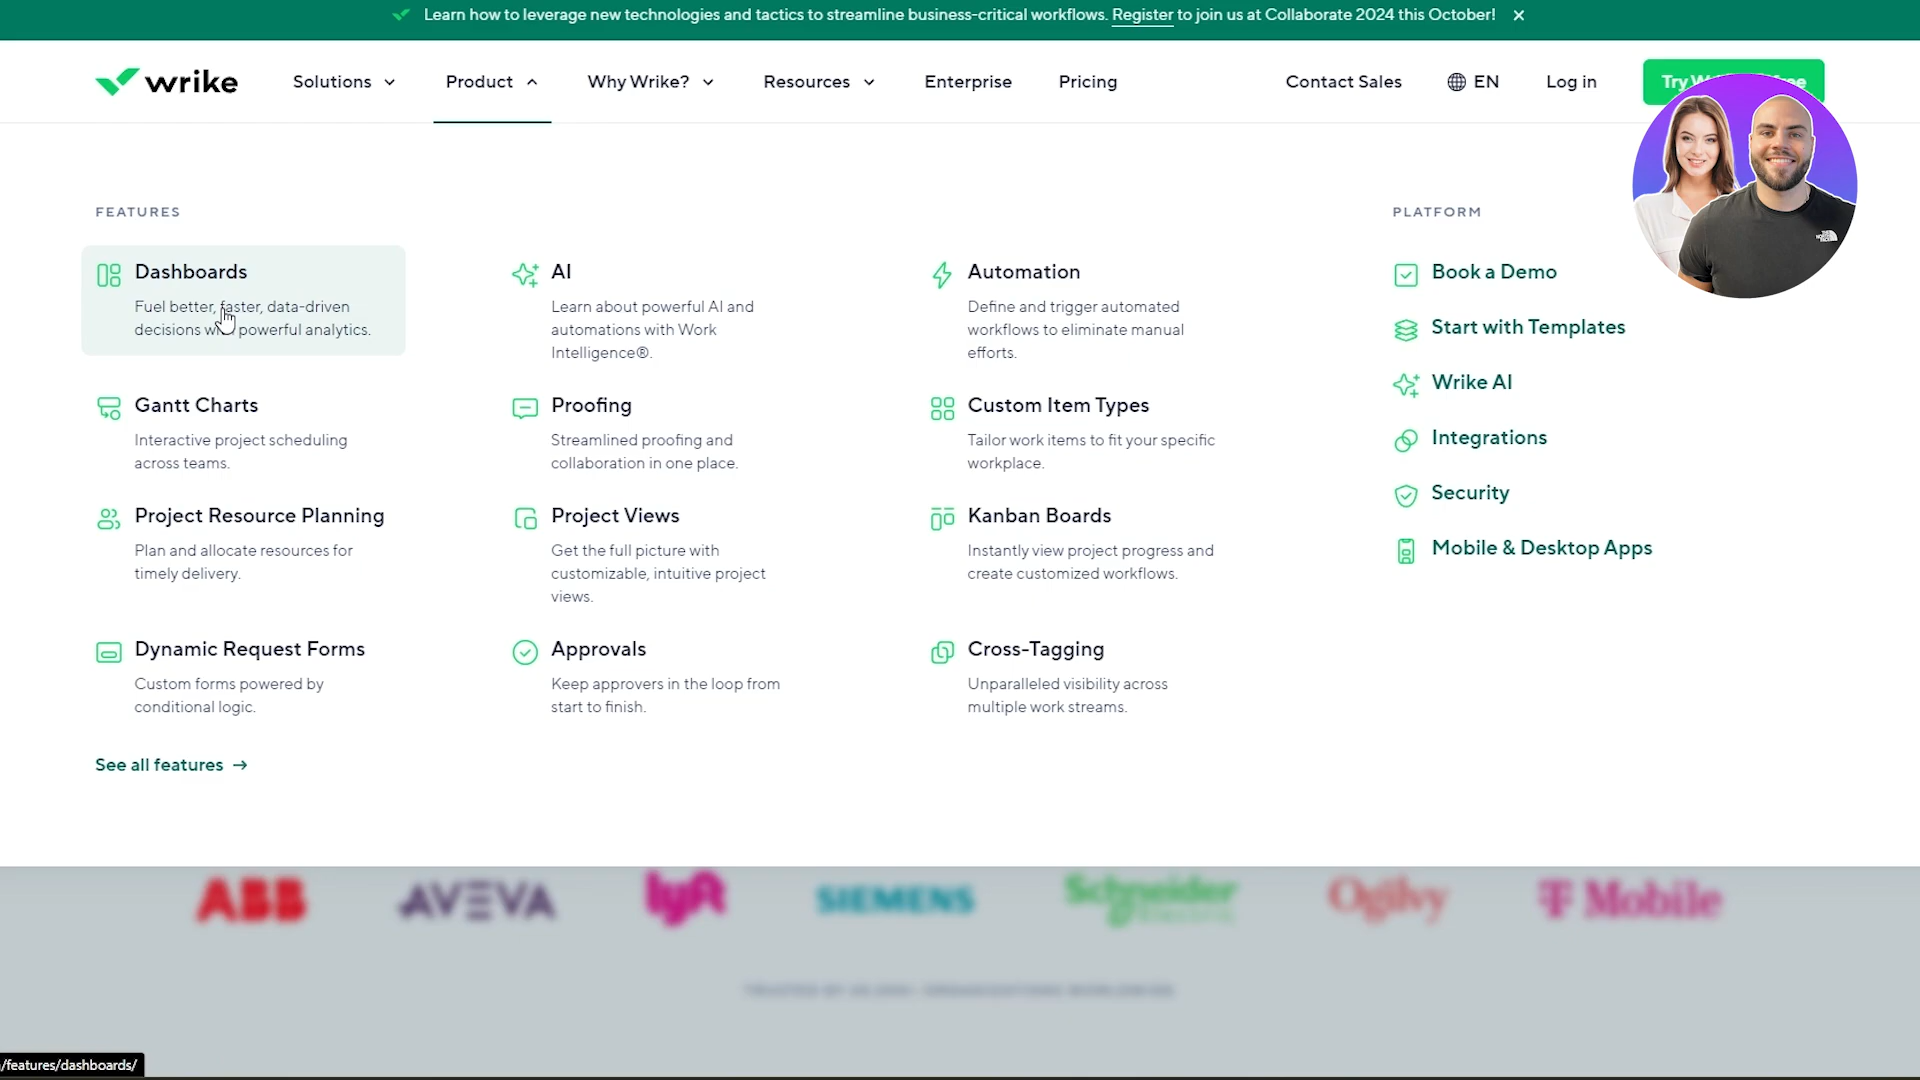 Learn how to leverage new technologies and tactics to streamline business-critical workflows. Register to join us at Collaborate 2024 this October!
wrike
Solutions
Product
Why Wrike?
Resources
Enterprise
Pricing
Contact Sales
EN
Log in
Try
FEATURES
Dashboards
Fuel better, faster, data-driven
decisions with powerful analytics.
AI
Learn about powerful AI and
automations with Work
Intelligence®.
Automation
Define and trigger automated
workflows to eliminate manual
efforts.
Gantt Charts
Interactive project scheduling
across teams.
Proofing
Streamlined proofing and
collaboration in one place.
Custom Item Types
Tailor work items to fit your specific
workplace.
Project Resource Planning
Plan and allocate resources for
timely delivery.
Project Views
Get the full picture with
customizable, intuitive project
views.
Kanban Boards
Instantly view project progress and
create customized workflows.
Dynamic Request Forms
Custom forms powered by
conditional logic.
Approvals
Keep approvers in the loop from
start to finish.
Cross-Tagging
Unparalleled visibility across
multiple work streams.
See all features
PLATFORM
Book a Demo
Start with Templates
Wrike AI
Integrations
Security
Mobile & Desktop Apps
THE
NORTH
FACE
ABB
AVEVA
lyft
SIEMENS
Schneider
Ogilvy
T Mobile
/features/dashboards/